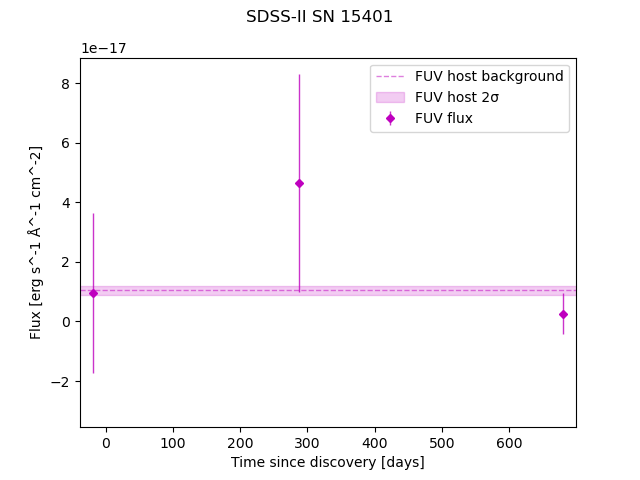 SDSS-II SN 15401
1e−17
FUV host background
FUV host 2σ
FUV flux
8
6
4
2
0
−2
Flux [erg s^-1 Å^-1 cm^-2]
0 100 200 300 400 500 600
Time since discovery [days]